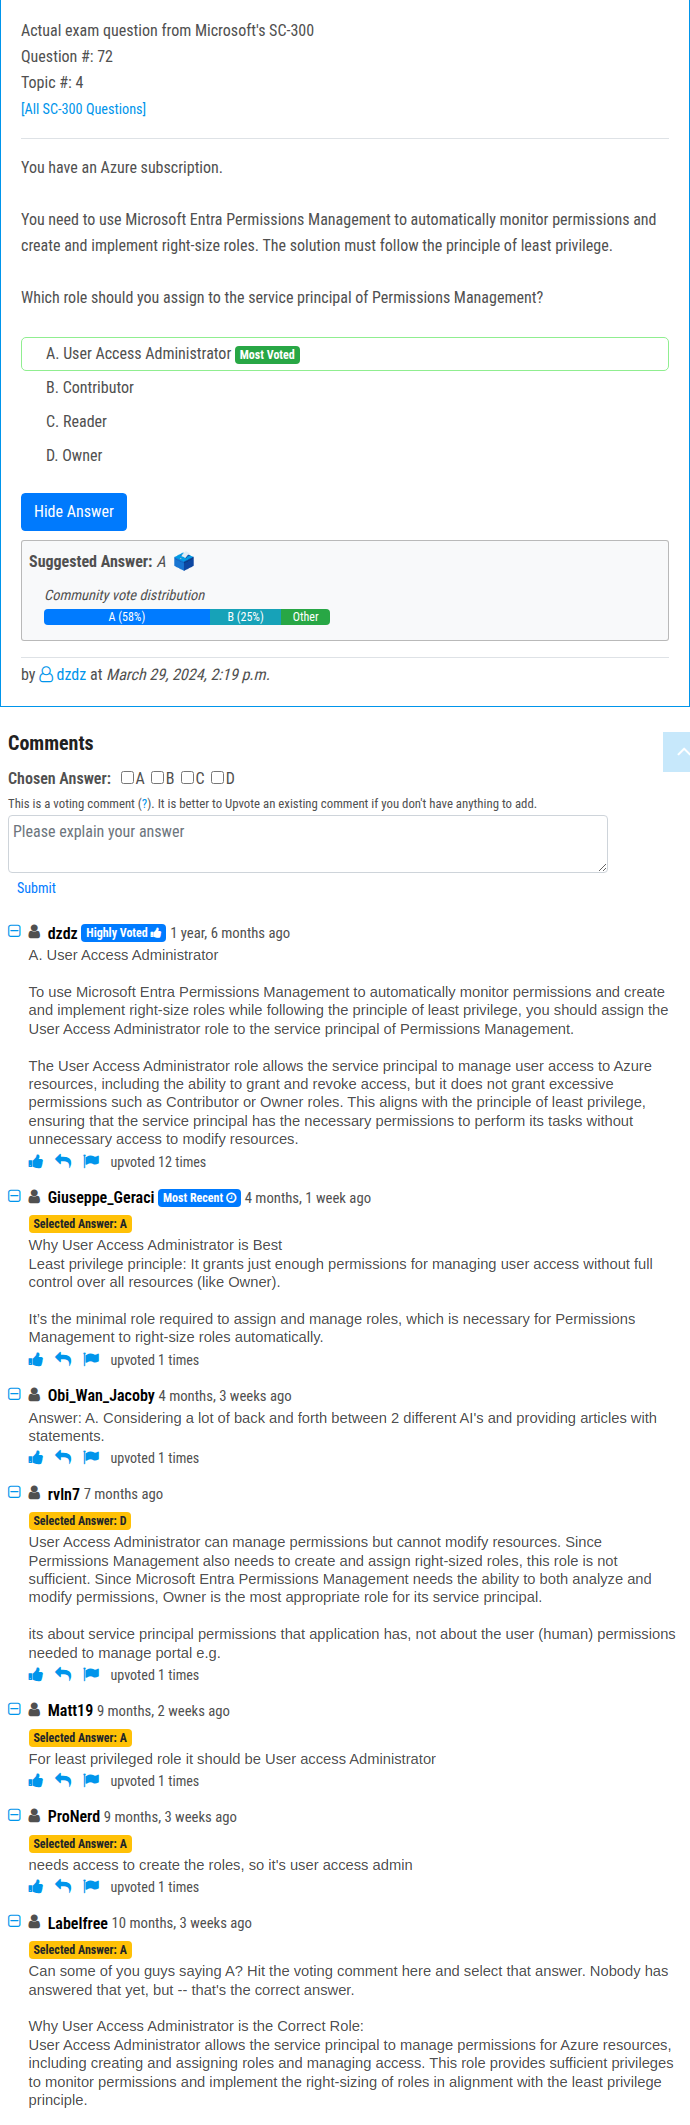 Actual exam question from Microsoft's SC-300
Question #: 72
Topic #: 4
[All SC-300 Questions]
You have an Azure subscription.
You need to use Microsoft Entra Permissions Management to automatically monitor permissions and
create and implement right-size roles. The solution must follow the principle of least privilege.
Which role should you assign to the service principal of Permissions Management?
A. User Access Administrator Most Voted
B. Contributor
C. Reader
D. Owner
Hide Answer
Suggested Answer: A
Community vote distribution
A (58%) B (25%) Other
by dzdz at March 29, 2024, 2:19 p.m.
Comments
Chosen Answer: A B C D
This is a voting comment (?). It is better to Upvote an existing comment if you don't have anything to add.
Please explain your answer
Submit
dzdz Highly Voted 1 year, 6 months ago
A. User Access Administrator
To use Microsoft Entra Permissions Management to automatically monitor permissions and create
and implement right-size roles while following the principle of least privilege, you should assign the
User Access Administrator role to the service principal of Permissions Management.
The User Access Administrator role allows the service principal to manage user access to Azure
resources, including the ability to grant and revoke access, but it does not grant excessive
permissions such as Contributor or Owner roles. This aligns with the principle of least privilege,
ensuring that the service principal has the necessary permissions to perform its tasks without
unnecessary access to modify resources.
upvoted 12 times
Giuseppe_Geraci Most Recent 4 months, 1 week ago
Selected Answer: A
Why User Access Administrator is Best
Least privilege principle: It grants just enough permissions for managing user access without full
control over all resources (like Owner).
It's the minimal role required to assign and manage roles, which is necessary for Permissions
Management to right-size roles automatically.
upvoted 1 times
Obi_Wan_Jacoby 4 months, 3 weeks ago
Answer: A. Considering a lot of back and forth between 2 different AI's and providing articles with
statements.
upvoted 1 times
rvln7 7 months ago
Selected Answer: D
User Access Administrator can manage permissions but cannot modify resources. Since
Permissions Management also needs to create and assign right-sized roles, this role is not
sufficient. Since Microsoft Entra Permissions Management needs the ability to both analyze and
modify permissions, Owner is the most appropriate role for its service principal.
its about service principal permissions that application has, not about the user (human) permissions
needed to manage portal e.g.
upvoted 1 times
Matt19 9 months, 2 weeks ago
Selected Answer: A
For least privileged role it should be User access Administrator
upvoted 1 times
ProNerd 9 months, 3 weeks ago
Selected Answer: A
needs access to create the roles, so it's user access admin
upvoted 1 times
Labelfree 10 months, 3 weeks ago
Selected Answer: A
Can some of you guys saying A? Hit the voting comment here and select that answer. Nobody has
answered that yet, but -- that's the correct answer.
Why User Access Administrator is the Correct Role:
User Access Administrator allows the service principal to manage permissions for Azure resources,
including creating and assigning roles and managing access. This role provides sufficient privileges
to monitor permissions and implement the right-sizing of roles in alignment with the least privilege
principle.